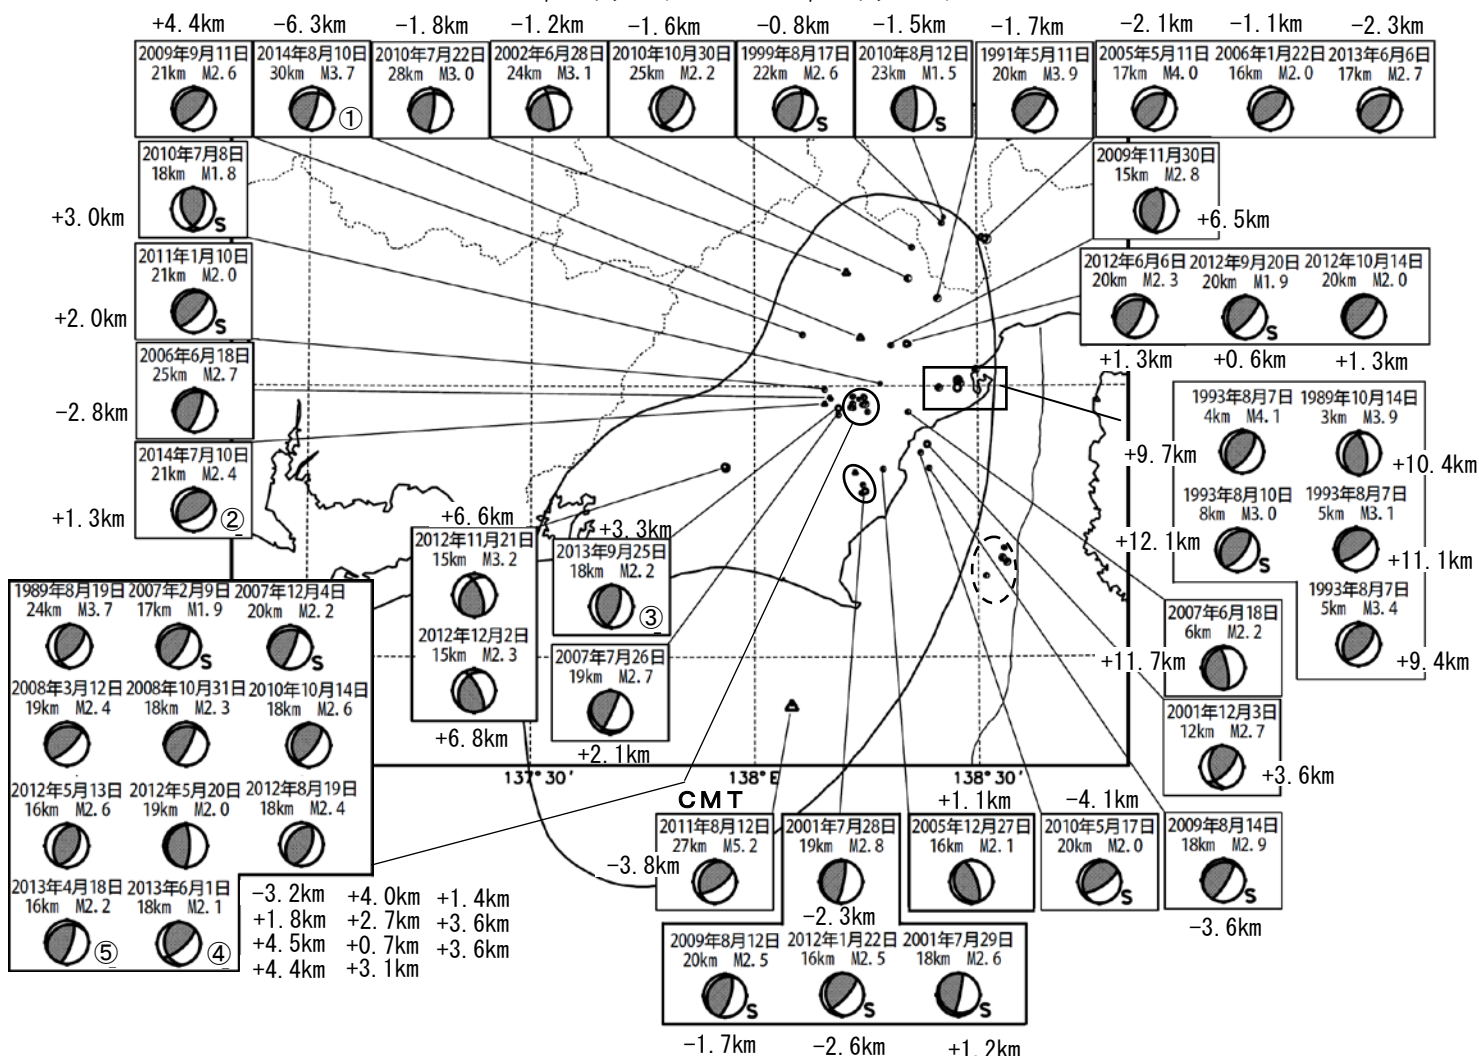 +4.4km -6.3km -1.8km -1.2km -1.6km -0.8km -1.5km -1.7km -2.1km -1.1km -2.3km
2009年9月11日 2014年8月10日 2010年7月22日 2002年6月28日 2010年10月30日 1999年8月17日 2010年8月12日 1991年5月11日 2005年5月11日 2006年1月22日 2013年6月6日
21km M2.6 30km M3.7 28km M3.0 24km M3.1 25km M2.2 22km M2.6 23km M1.5 20km M3.9 17km M4.0 16km M2.0 17km M2.7
① S S
2010年7月8日
18km M1.8
S
+3.0km
2009年11月30日
15km M2.8
+6.5km
2011年1月10日
21km M2.0
S
+2.0km
2012年6月6日 2012年9月20日 2012年10月14日
20km M2.3 20km M1.9 20km M2.0
S
+1.3km +0.6km +1.3km
2006年6月18日
25km M2.7
-2.8km
2014年7月10日
21km M2.4
②
+1.3km
1993年8月7日 1989年10月14日
4km M4.1 3km M3.9
+9.7km +10.4km
1993年8月10日 1993年8月7日
8km M3.0 5km M3.1
S
+12.1km +11.1km
1993年8月7日
5km M3.4
+9.4km
+6.6km
2012年11月21日
15km M3.2
2012年12月2日
15km M2.3
+6.8km
+3.3km
2013年9月25日
18km M2.2
③
2007年7月26日
19km M2.7
+2.1km
2007年6月18日
6km M2.2
+11.7km
2001年12月3日
12km M2.7
+3.6km
1989年8月19日 2007年2月9日 2007年12月4日
24km M3.7 17km M1.9 20km M2.2
S S
2008年3月12日 2008年10月31日 2010年10月14日
19km M2.4 18km M2.3 18km M2.6
2012年5月13日 2012年5月20日 2012年8月19日
16km M2.6 19km M2.0 18km M2.4
2013年4月18日 2013年6月1日
16km M2.2 18km M2.1
⑤ ④
-3.2km +4.0km +1.4km
+1.8km +2.7km +3.6km
+4.5km +0.7km +3.6km
+4.4km +3.1km
137°30′ 138°E 138°30′
CMT
2011年8月12日
27km M5.2
-3.8km
2001年7月28日
19km M2.8
-2.3km
+1.1km
2005年12月27日
16km M2.1
-4.1km
2010年5月17日
20km M2.0
S
2009年8月14日
18km M2.9
S
-3.6km
2009年8月12日 2012年1月22日 2001年7月29日
20km M2.5 16km M2.5 18km M2.6
S S S
-1.7km -2.6km +1.2km